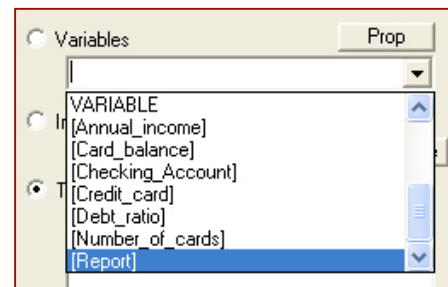 Variables
Prop
VARIABLE
[Annual_income]
[Card_balance]
[Checking_Account]
[Credit_card]
[Debt_ratio]
[Number_of_cards]
[Report]